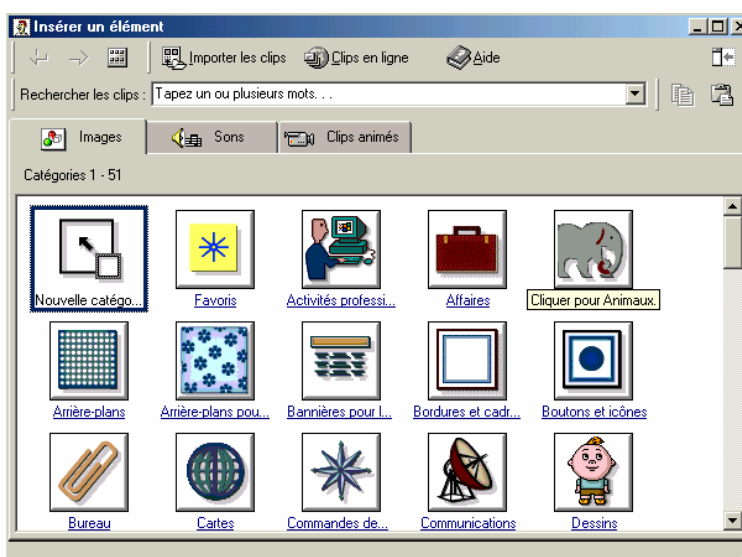 Insérer un élément
Importer les clips Clips en ligne Aide
Rechercher les clips : Tapez un ou plusieurs mots. . .
Images Sons Clips animés
Catégories 1 - 51
Nouvelle catégo... Favoris Activités professi... Affaires Cliquer pour Animaux.
Arrière-plans Arrière-plans pou... Bannières pour l... Bordures et cadr... Boutons et icônes
Bureau Cartes Commandes de... Communications Dessins